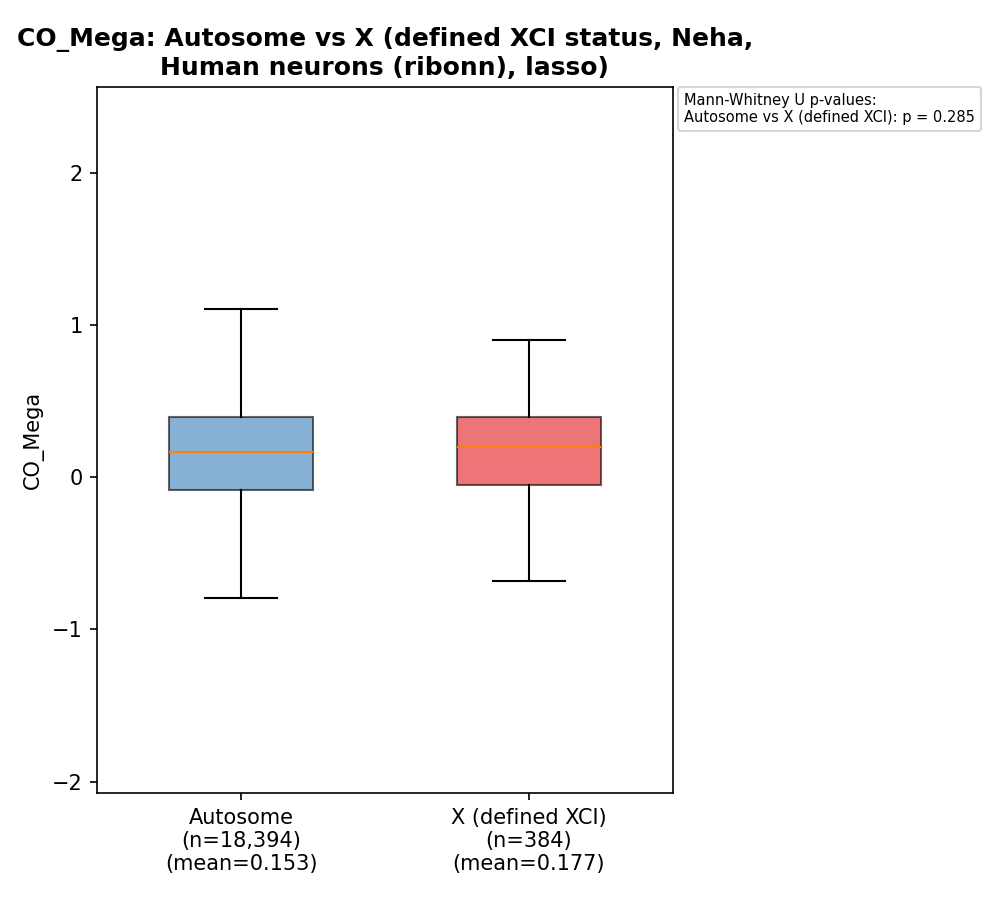 CO_Mega: Autosome vs X (defined XCI status, Neha,
Human neurons (ribonn), lasso)
Mann-Whitney U p-values:
Autosome vs X (defined XCI): p = 0.285
2
1
0
−1
−2
CO_Mega
Autosome
(n=18,394)
(mean=0.153)
X (defined XCI)
(n=384)
(mean=0.177)